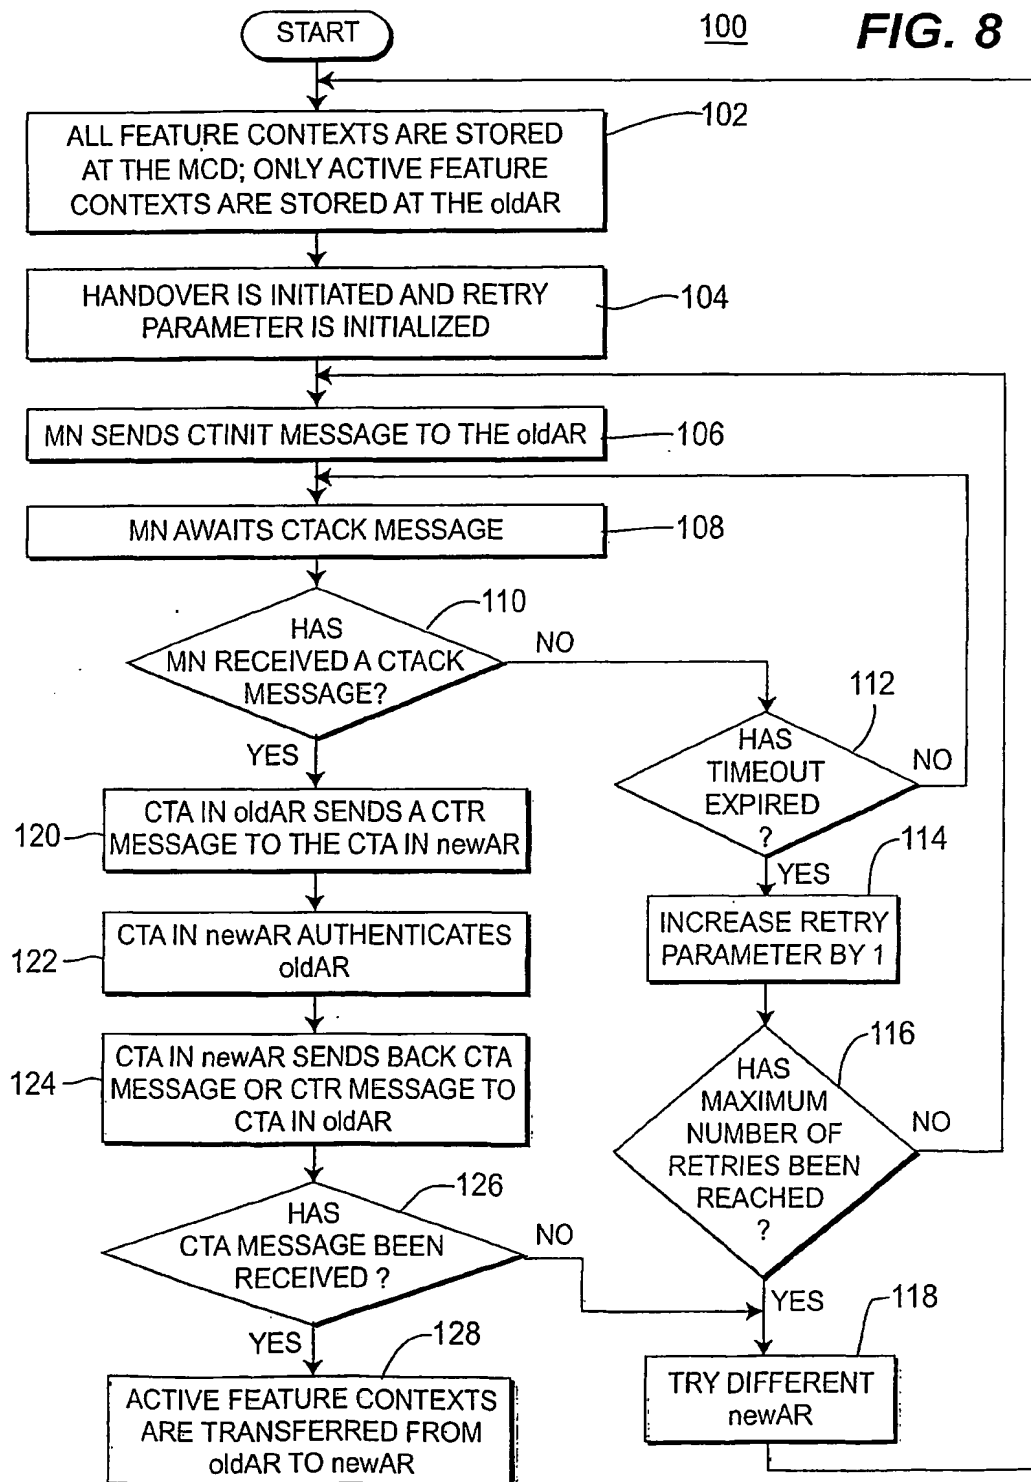 START
100
FIG. 8
ALL FEATURE CONTEXTS ARE STORED
AT THE MCD; ONLY ACTIVE FEATURE
CONTEXTS ARE STORED AT THE oldAR
102
HANDOVER IS INITIATED AND RETRY
PARAMETER IS INITIALIZED
104
MN SENDS CTINIT MESSAGE TO THE oldAR
106
MN AWAITS CTACK MESSAGE
108
HAS
MN RECEIVED A CTACK
MESSAGE?
110
NO
YES
HAS
TIMEOUT
EXPIRED
?
112
NO
YES
INCREASE RETRY
PARAMETER BY 1
114
HAS
MAXIMUM
NUMBER OF
RETRIES BEEN
REACHED
?
116
NO
YES
TRY DIFFERENT
newAR
118
CTA IN oldAR SENDS A CTR
MESSAGE TO THE CTA IN newAR
120
CTA IN newAR AUTHENTICATES
oldAR
122
CTA IN newAR SENDS BACK CTA
MESSAGE OR CTR MESSAGE TO
CTA IN oldAR
124
HAS
CTA MESSAGE BEEN
RECEIVED ?
126
NO
YES
ACTIVE FEATURE CONTEXTS
ARE TRANSFERRED FROM
oldAR TO newAR
128